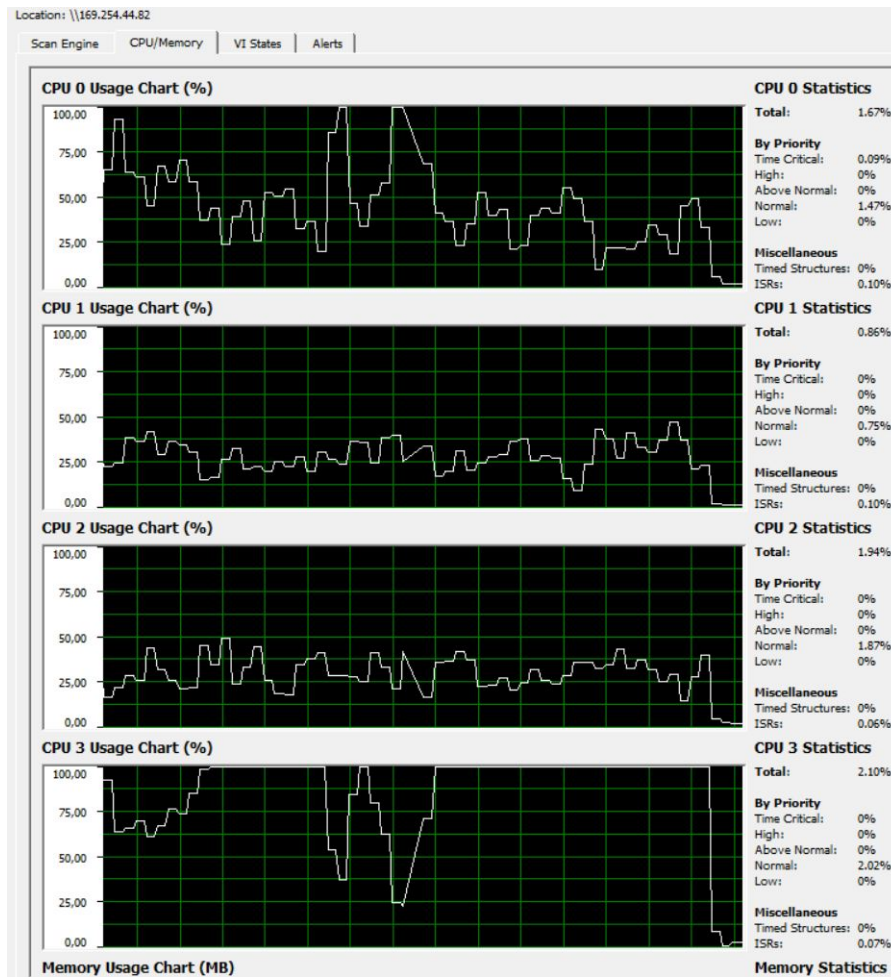 Location: \\169.254.44.82
Scan Engine CPU/Memory VI States Alerts
CPU 0 Usage Chart (%)
100,00
75,00
50,00
25,00
0,00
CPU 0 Statistics
Total: 1.67%
By Priority
Time Critical: 0.09%
High: 0%
Above Normal: 0%
Normal: 1.47%
Low: 0%
Miscellaneous
Timed Structures: 0%
ISRs: 0.10%
CPU 1 Usage Chart (%)
100,00
75,00
50,00
25,00
0,00
CPU 1 Statistics
Total: 0.86%
By Priority
Time Critical: 0%
High: 0%
Above Normal: 0%
Normal: 0.75%
Low: 0%
Miscellaneous
Timed Structures: 0%
ISRs: 0.10%
CPU 2 Usage Chart (%)
100,00
75,00
50,00
25,00
0,00
CPU 2 Statistics
Total: 1.94%
By Priority
Time Critical: 0%
High: 0%
Above Normal: 0%
Normal: 1.87%
Low: 0%
Miscellaneous
Timed Structures: 0%
ISRs: 0.06%
CPU 3 Usage Chart (%)
100,00
75,00
50,00
25,00
0,00
CPU 3 Statistics
Total: 2.10%
By Priority
Time Critical: 0%
High: 0%
Above Normal: 0%
Normal: 2.02%
Low: 0%
Miscellaneous
Timed Structures: 0%
ISRs: 0.07%
Memory Usage Chart (MB)
Memory Statistics